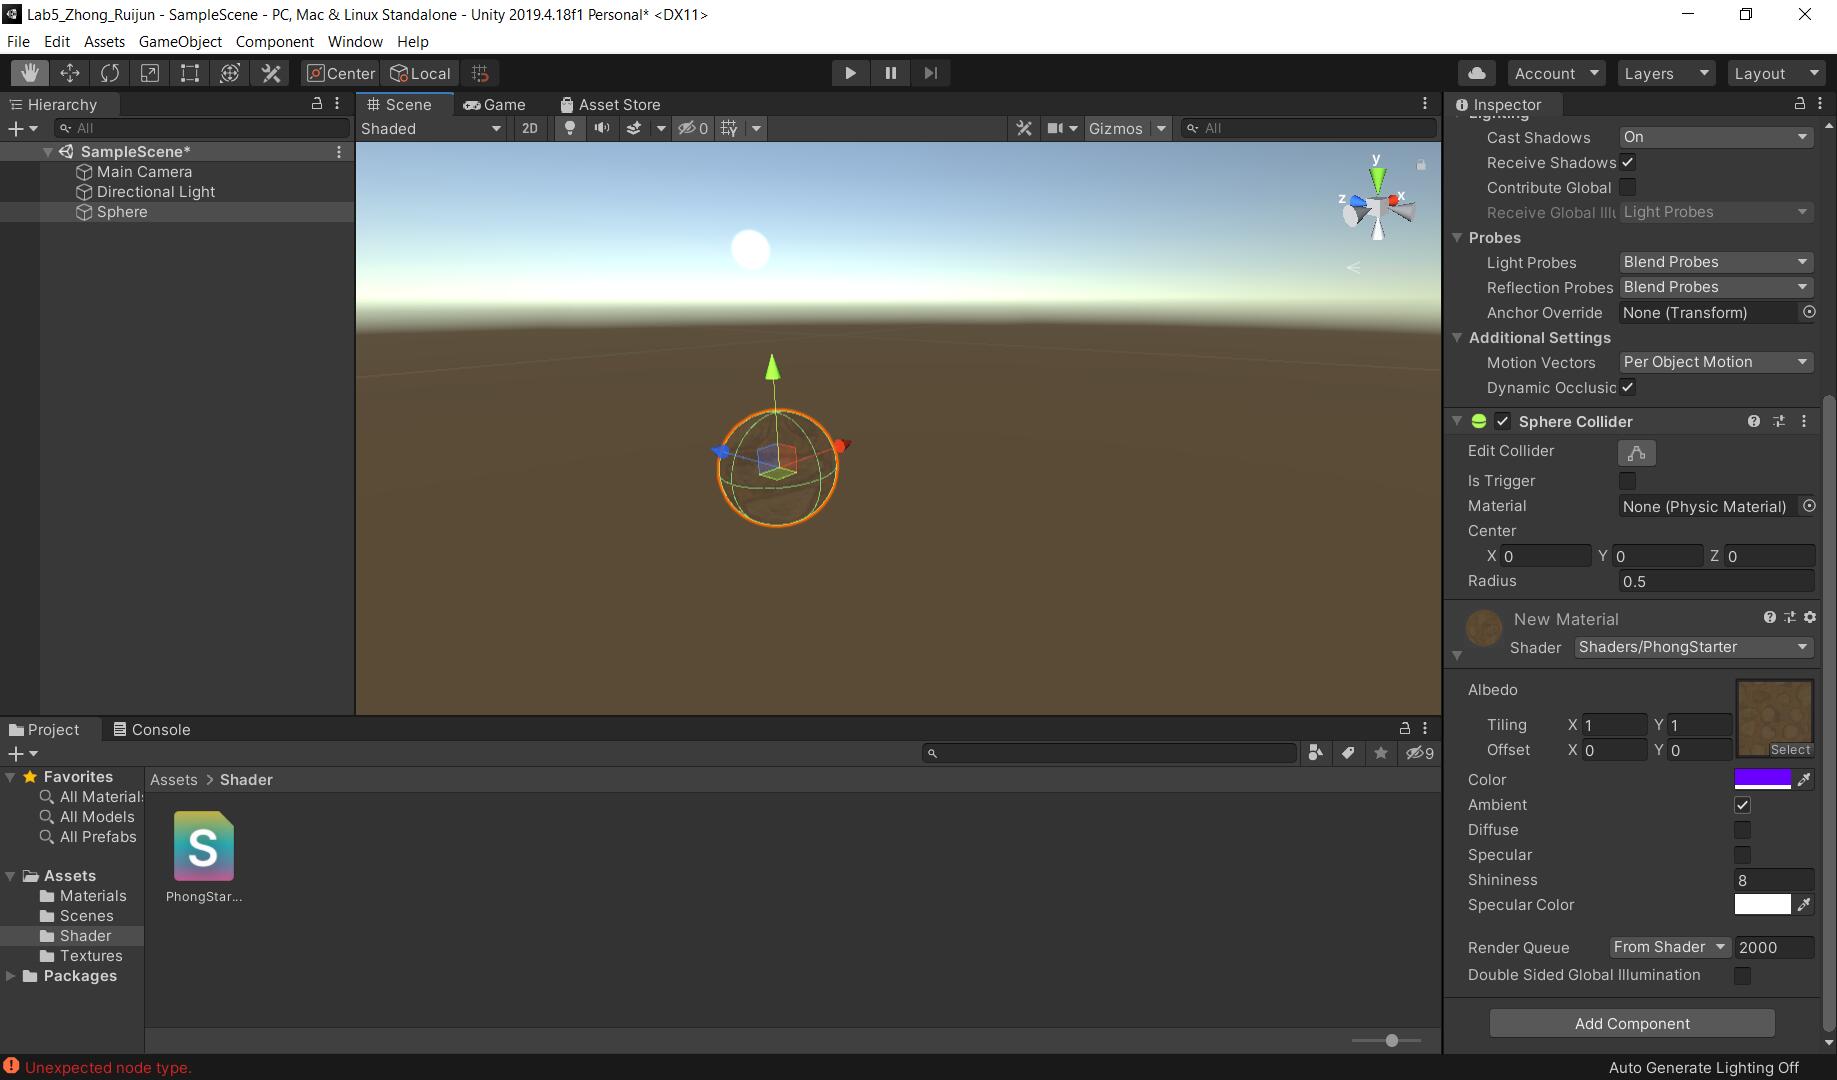 Lab5_Zhong_Ruijun - SampleScene - PC, Mac & Linux Standalone - Unity 2019.4.18f1 Personal* <DX11>
File Edit Assets GameObject Component Window Help
Center Local Account Layers Layout
Hierarchy
All
SampleScene*
Main Camera
Directional Light
Sphere
Scene Game Asset Store
Shaded 2D 0 Gizmos All
y
z x
Inspector
Lighting
Cast Shadows On
Receive Shadows
Contribute Global
Receive Global Illu Light Probes
Probes
Light Probes Blend Probes
Reflection Probes Blend Probes
Anchor Override None (Transform)
Additional Settings
Motion Vectors Per Object Motion
Dynamic Occlusic
Sphere Collider
Edit Collider
Is Trigger
Material None (Physic Material)
Center
X 0 Y 0 Z 0
Radius 0.5
New Material
Shader Shaders/PhongStarter
Albedo
Tiling X 1 Y 1
Offset X 0 Y 0 Select
Color
Ambient
Diffuse
Specular
Shininess 8
Specular Color
Render Queue From Shader 2000
Double Sided Global Illumination
Add Component
Project Console
9
Favorites
All Materials
All Models
All Prefabs
Assets
Materials
Scenes
Shader
Textures
Packages
Assets > Shader
S
PhongStar...
Unexpected node type.
Auto Generate Lighting Off